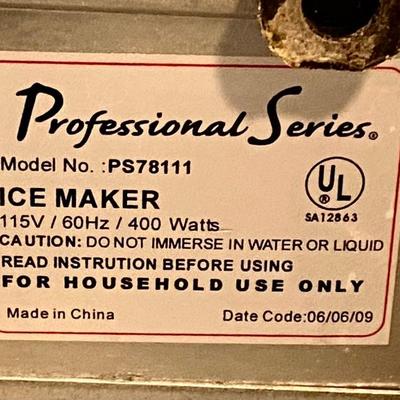 Professional Series®
Model No. :PS78111
ICE MAKER
115V / 60Hz / 400 Watts
UL
SA12863
CAUTION: DO NOT IMMERSE IN WATER OR LIQUID
READ INSTRUTION BEFORE USING
FOR HOUSEHOLD USE ONLY
Made in China Date Code:06/06/09